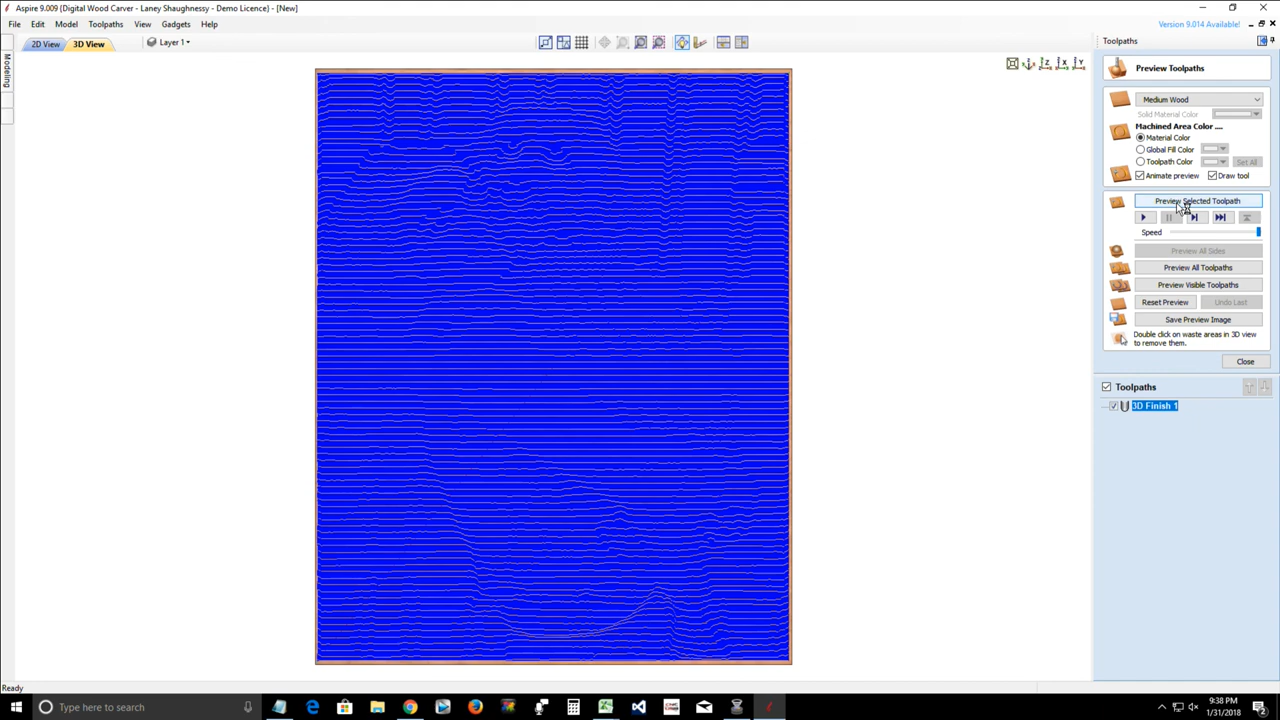 Aspire 9.009 (Digital Wood Carver - Laney Shaughnessy - Demo Licence) - [New]
File Edit Model Toolpaths View Gadgets Help
Version 9.014 Available!
2D View 3D View Layer 1
Toolpaths
Modeling
Z X Y
Preview Toolpaths
Medium Wood
Solid Material Color
Machined Area Color ....
Material Color
Global Fill Color
Toolpath Color Set All
Animate preview Draw tool
Preview Selected Toolpath
Speed
Preview All Sides
Preview All Toolpaths
Preview Visible Toolpaths
Reset Preview Undo Last
Save Preview Image
Double click on waste areas in 3D view
to remove them.
Close
Toolpaths
3D Finish 1
Ready
Type here to search
9:38 PM
1/31/2018
2